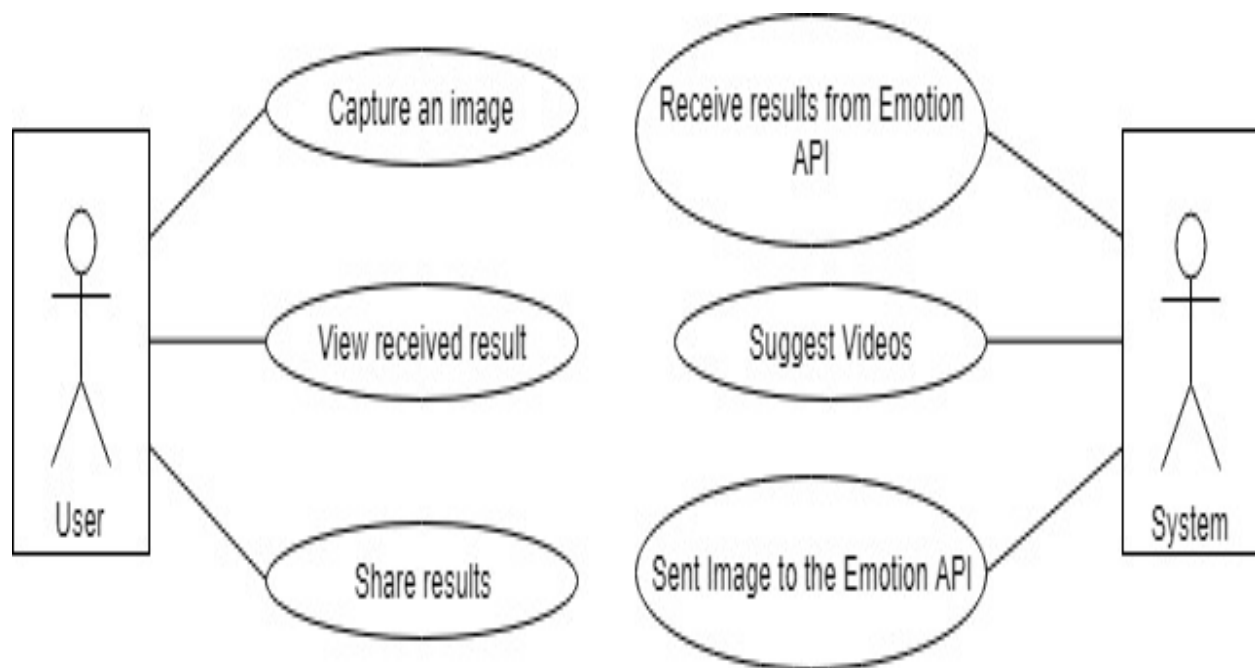 Capture an image
Receive results from Emotion
API
View received result
Suggest Videos
User
System
Share results
Sent Image to the Emotion API